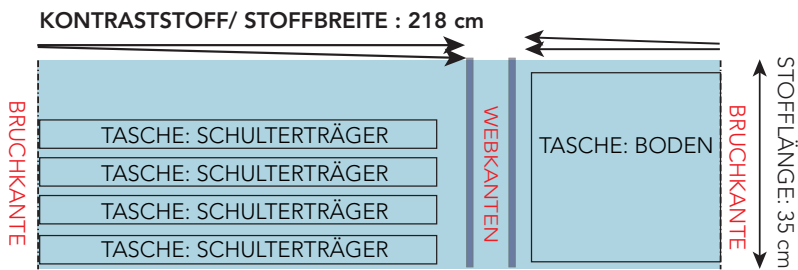 KONTRASTSTOFF/ STOFFBREITE : 218 cm
BRUCHKANTE
TASCHE: SCHULTERTRÄGER
TASCHE: SCHULTERTRÄGER
TASCHE: SCHULTERTRÄGER
TASCHE: SCHULTERTRÄGER
WEBKANTEN
TASCHE: BODEN
BRUCHKANTE
STOFFLÄNGE: 35 cm